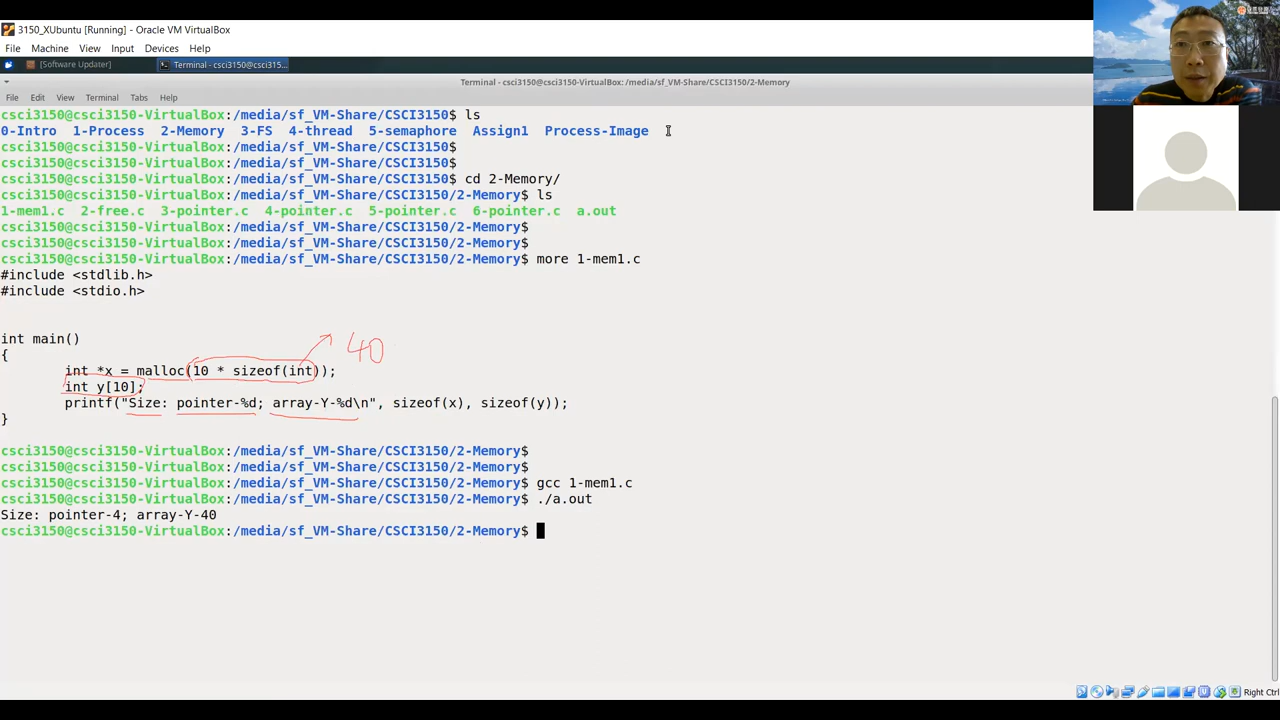 3150_XUbuntu [Running] - Oracle VM VirtualBox
File Machine View Input Devices Help
[Software Updater] Terminal - csci3150@csci315...
Terminal - csci3150@csci3150-VirtualBox: /media/sf_VM-Share/CSCI3150/2-Memory
File Edit View Terminal Tabs Help
csci3150@csci3150-VirtualBox:/media/sf_VM-Share/CSCI3150$ ls
0-Intro 1-Process 2-Memory 3-FS 4-thread 5-semaphore Assign1 Process-Image
csci3150@csci3150-VirtualBox:/media/sf_VM-Share/CSCI3150$
csci3150@csci3150-VirtualBox:/media/sf_VM-Share/CSCI3150$
csci3150@csci3150-VirtualBox:/media/sf_VM-Share/CSCI3150$ cd 2-Memory/
csci3150@csci3150-VirtualBox:/media/sf_VM-Share/CSCI3150/2-Memory$ ls
1-mem1.c 2-free.c 3-pointer.c 4-pointer.c 5-pointer.c 6-pointer.c a.out
csci3150@csci3150-VirtualBox:/media/sf_VM-Share/CSCI3150/2-Memory$
csci3150@csci3150-VirtualBox:/media/sf_VM-Share/CSCI3150/2-Memory$
csci3150@csci3150-VirtualBox:/media/sf_VM-Share/CSCI3150/2-Memory$ more 1-mem1.c
#include <stdlib.h>
#include <stdio.h>
int main()
{
40
int *x = malloc(10 * sizeof(int));
int y[10];
printf("Size: pointer-%d; array-Y-%d\n", sizeof(x), sizeof(y));
}
csci3150@csci3150-VirtualBox:/media/sf_VM-Share/CSCI3150/2-Memory$
csci3150@csci3150-VirtualBox:/media/sf_VM-Share/CSCI3150/2-Memory$
csci3150@csci3150-VirtualBox:/media/sf_VM-Share/CSCI3150/2-Memory$ gcc 1-mem1.c
csci3150@csci3150-VirtualBox:/media/sf_VM-Share/CSCI3150/2-Memory$ ./a.out
Size: pointer-4; array-Y-40
csci3150@csci3150-VirtualBox:/media/sf_VM-Share/CSCI3150/2-Memory$
Right Ctrl